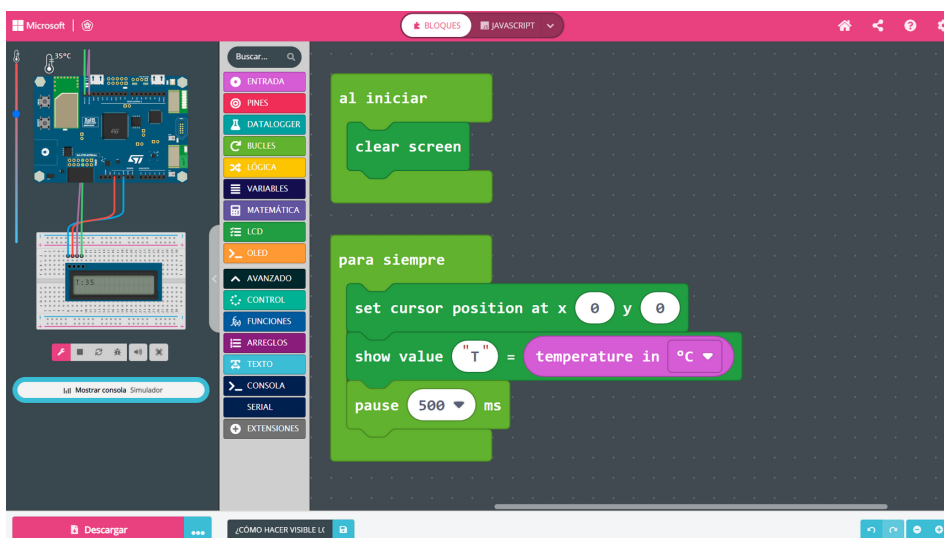 Microsoft
BLOQUES
JAVASCRIPT
35°C
T:35
Mostrar consola Simulador
Buscar...
ENTRADA
PINES
DATALOGGER
BUCLES
LÓGICA
VARIABLES
MATEMÁTICA
LCD
OLED
AVANZADO
CONTROL
FUNCIONES
ARREGLOS
TEXTO
CONSOLA
SERIAL
EXTENSIONES
al iniciar
clear screen
para siempre
set cursor position at x 0 y 0
show value "T" = temperature in °C
pause 500 ms
Descargar
¿CÓMO HACER VISIBLE